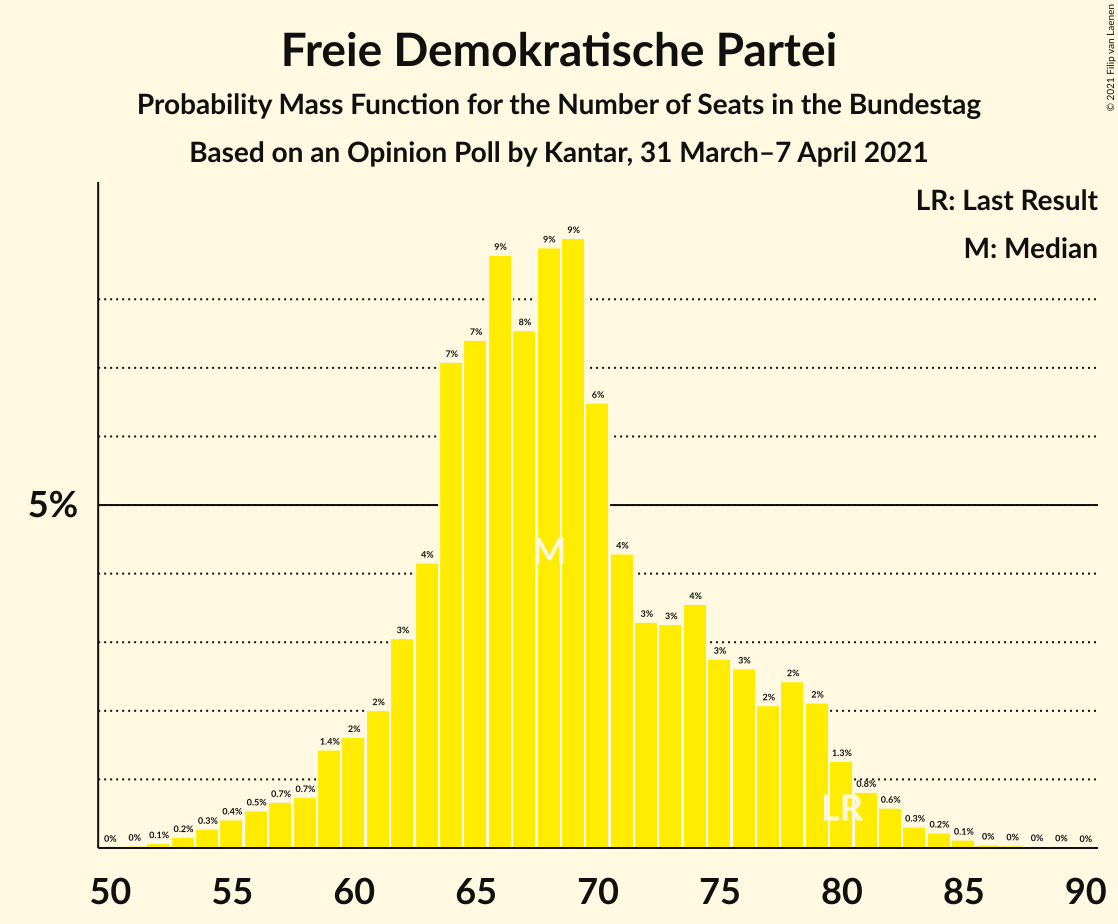 Freie Demokratische Partei
Probability Mass Function for the Number of Seats in the Bundestag
Based on an Opinion Poll by Kantar, 31 March–7 April 2021
© 2021 Filip van Laenen
LR: Last Result
M: Median
5%
0% 0% 0.1% 0.2% 0.3% 0.4% 0.5% 0.7% 0.7% 1.4% 2% 2% 3% 4% 7% 7% 9% 8% 9% 9% 6% 4% 3% 3% 4% 3% 3% 2% 2% 2% 1.3% 0.8% 0.6% 0.3% 0.2% 0.1% 0% 0% 0% 0% 0%
M
LR
50 55 60 65 70 75 80 85 90